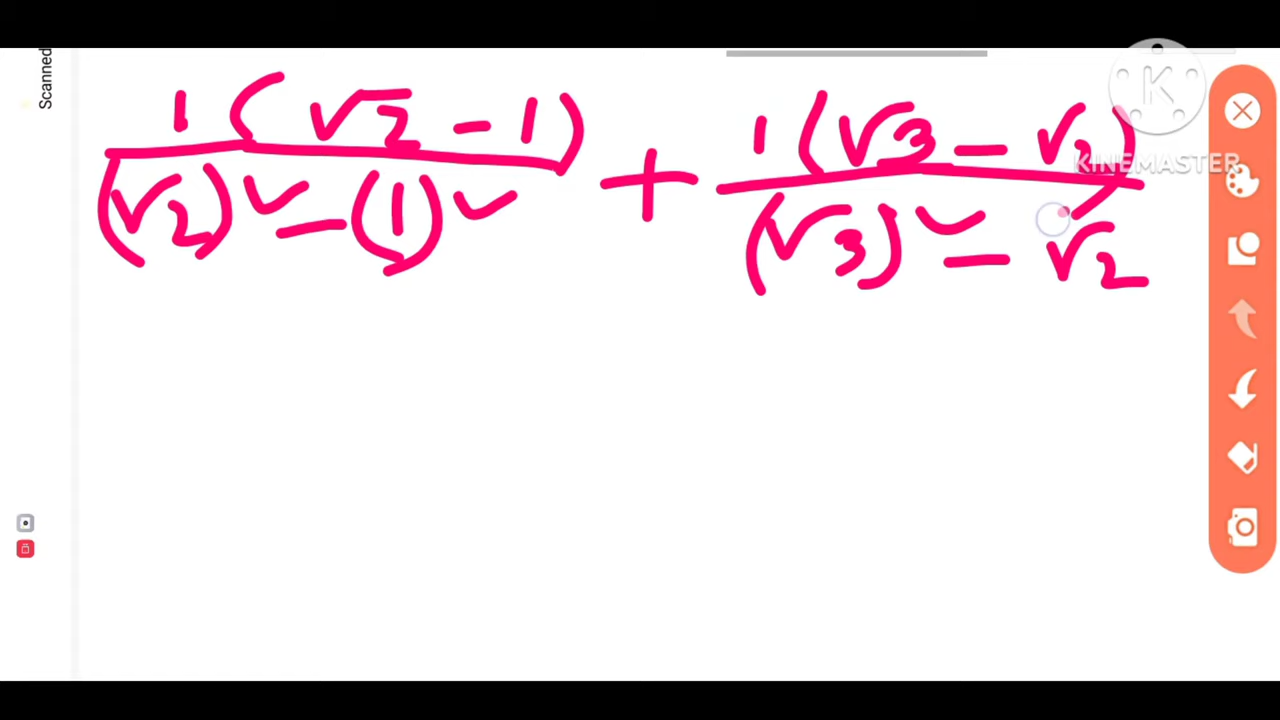 Scanned
1(√2 - 1) + 1(√3 - √2)
(√2)² - (1)² (√3)² - √2
K
KINEMASTER